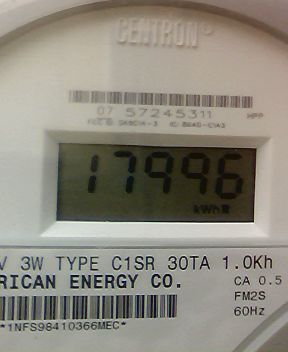 CENTRON®
07 57245311 HPP
17996
kWh
V 3W TYPE C1SR 30TA 1.0Kh
RICAN ENERGY CO. CA 0.5
FM2S
60Hz
*1NFS98410366MEC*